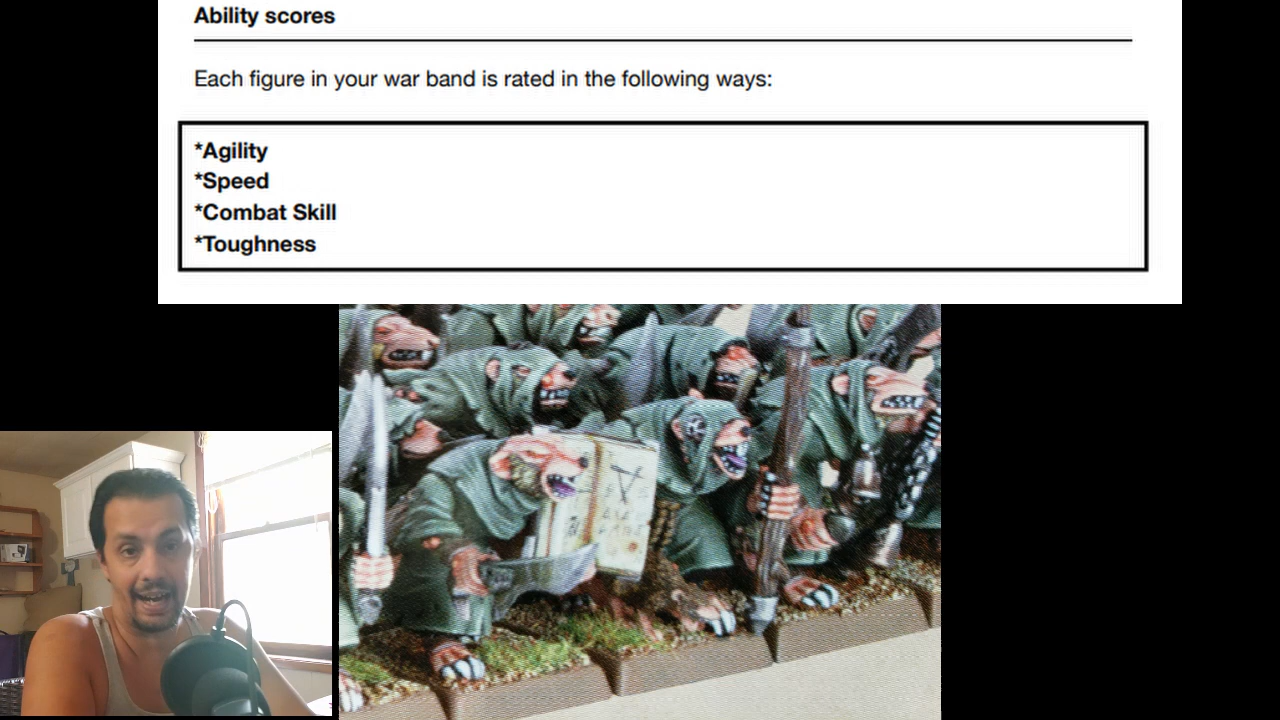 Ability scores
Each figure in your war band is rated in the following ways:
*Agility
*Speed
*Combat Skill
*Toughness